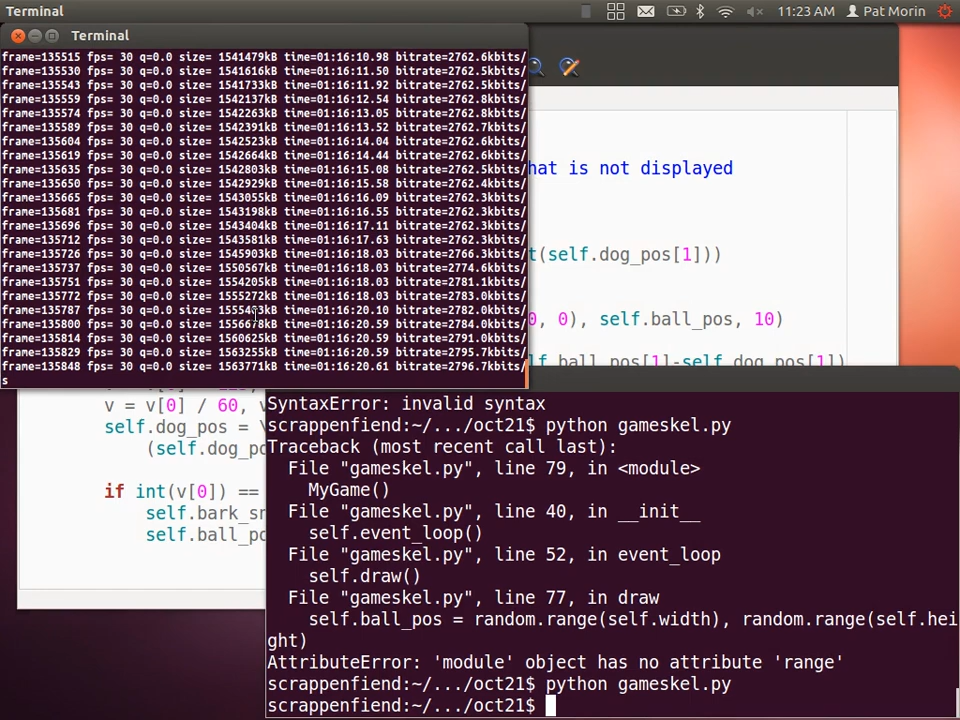 Terminal
11:23 AM
Pat Morin
Terminal
frame=135515 fps= 30 q=0.0 size= 1541479kB time=01:16:10.98 bitrate=2762.6kbits/
frame=135530 fps= 30 q=0.0 size= 1541616kB time=01:16:11.50 bitrate=2762.5kbits/
frame=135543 fps= 30 q=0.0 size= 1541733kB time=01:16:11.92 bitrate=2762.5kbits/
frame=135559 fps= 30 q=0.0 size= 1542137kB time=01:16:12.54 bitrate=2762.8kbits/
frame=135574 fps= 30 q=0.0 size= 1542263kB time=01:16:13.05 bitrate=2762.8kbits/
frame=135589 fps= 30 q=0.0 size= 1542391kB time=01:16:13.52 bitrate=2762.7kbits/
frame=135604 fps= 30 q=0.0 size= 1542523kB time=01:16:14.04 bitrate=2762.6kbits/
frame=135619 fps= 30 q=0.0 size= 1542664kB time=01:16:14.44 bitrate=2762.6kbits/
frame=135635 fps= 30 q=0.0 size= 1542803kB time=01:16:15.08 bitrate=2762.5kbits/
frame=135650 fps= 30 q=0.0 size= 1542929kB time=01:16:15.58 bitrate=2762.4kbits/
frame=135665 fps= 30 q=0.0 size= 1543055kB time=01:16:16.09 bitrate=2762.3kbits/
frame=135681 fps= 30 q=0.0 size= 1543198kB time=01:16:16.55 bitrate=2762.3kbits/
frame=135696 fps= 30 q=0.0 size= 1543404kB time=01:16:17.11 bitrate=2762.3kbits/
frame=135712 fps= 30 q=0.0 size= 1543581kB time=01:16:17.63 bitrate=2762.3kbits/
frame=135726 fps= 30 q=0.0 size= 1545903kB time=01:16:18.03 bitrate=2766.3kbits/
frame=135737 fps= 30 q=0.0 size= 1550567kB time=01:16:18.03 bitrate=2774.6kbits/
frame=135751 fps= 30 q=0.0 size= 1554205kB time=01:16:18.03 bitrate=2781.1kbits/
frame=135772 fps= 30 q=0.0 size= 1555272kB time=01:16:18.03 bitrate=2783.0kbits/
frame=135787 fps= 30 q=0.0 size= time=01:16:20.10 bitrate=2782.0kbits/
frame=135800 fps= 30 q=0.0 size= 1556678kB time=01:16:20.59 bitrate=2784.0kbits/
frame=135814 fps= 30 q=0.0 size= 1560625kB time=01:16:20.59 bitrate=2791.0kbits/
frame=135829 fps= 30 q=0.0 size= 1563255kB time=01:16:20.59 bitrate=2795.7kbits/
frame=135848 fps= 30 q=0.0 size= 1563771kB time=01:16:20.61 bitrate=2796.7kbits/
s
hat is not displayed
t(self.dog_pos[1]))
0, 0), self.ball_pos, 10)
f.ball_pos[1]-self.dog_pos[1])
v = v[0] / 60, v
self.dog_pos = \
(self.dog_po
if int(v[0]) ==
self.bark_sn
self.ball_po
SyntaxError: invalid syntax
scrappenfiend:~/.../oct21$ python gameskel.py
Traceback (most recent call last):
File "gameskel.py", line 79, in <module>
MyGame()
File "gameskel.py", line 40, in __init__
self.event_loop()
File "gameskel.py", line 52, in event_loop
self.draw()
File "gameskel.py", line 77, in draw
self.ball_pos = random.range(self.width), random.range(self.hei
ght)
AttributeError: 'module' object has no attribute 'range'
scrappenfiend:~/.../oct21$ python gameskel.py
scrappenfiend:~/.../oct21$